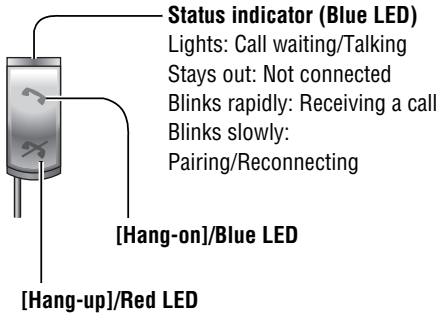 Status indicator (Blue LED)
Lights: Call waiting/Talking
Stays out: Not connected
Blinks rapidly: Receiving a call
Blinks slowly:
Pairing/Reconnecting
[Hang-on]/Blue LED
[Hang-up]/Red LED